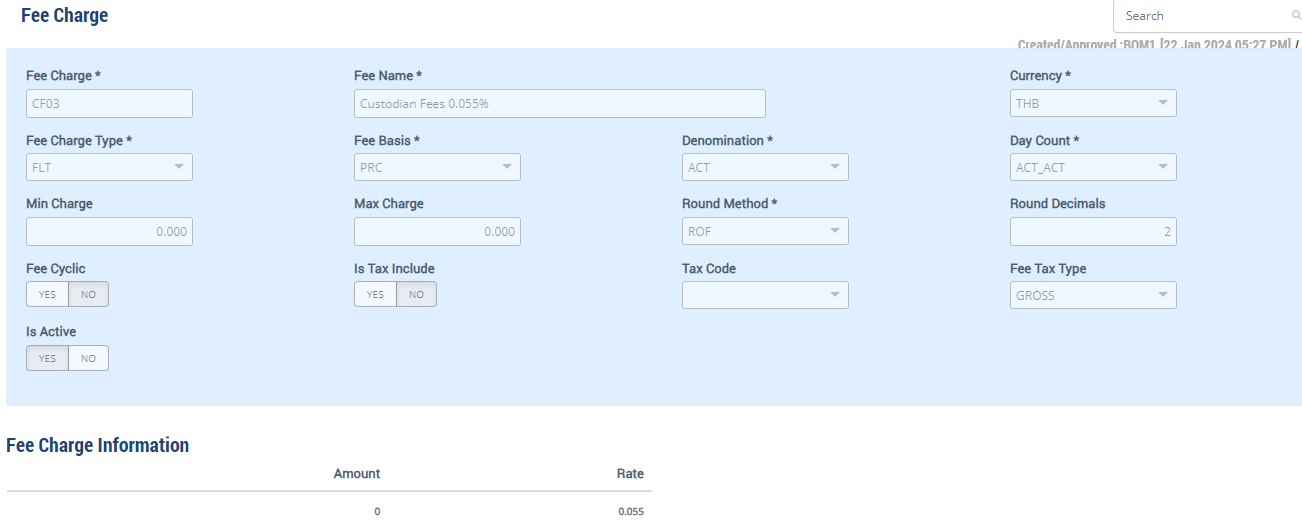 Fee Charge
Search
Created/Approved :BOM1 [22 Jan 2024 05:27 PM] /
Fee Charge * Fee Name * Currency *
CF03 Custodian Fees 0.055% THB
Fee Charge Type * Fee Basis * Denomination * Day Count *
FLT PRC ACT ACT_ACT
Min Charge Max Charge Round Method * Round Decimals
0.000 0.000 ROF 2
Fee Cyclic Is Tax Include Tax Code Fee Tax Type
YES NO YES NO GROSS
Is Active
YES NO
Fee Charge Information
Amount Rate
0 0.055